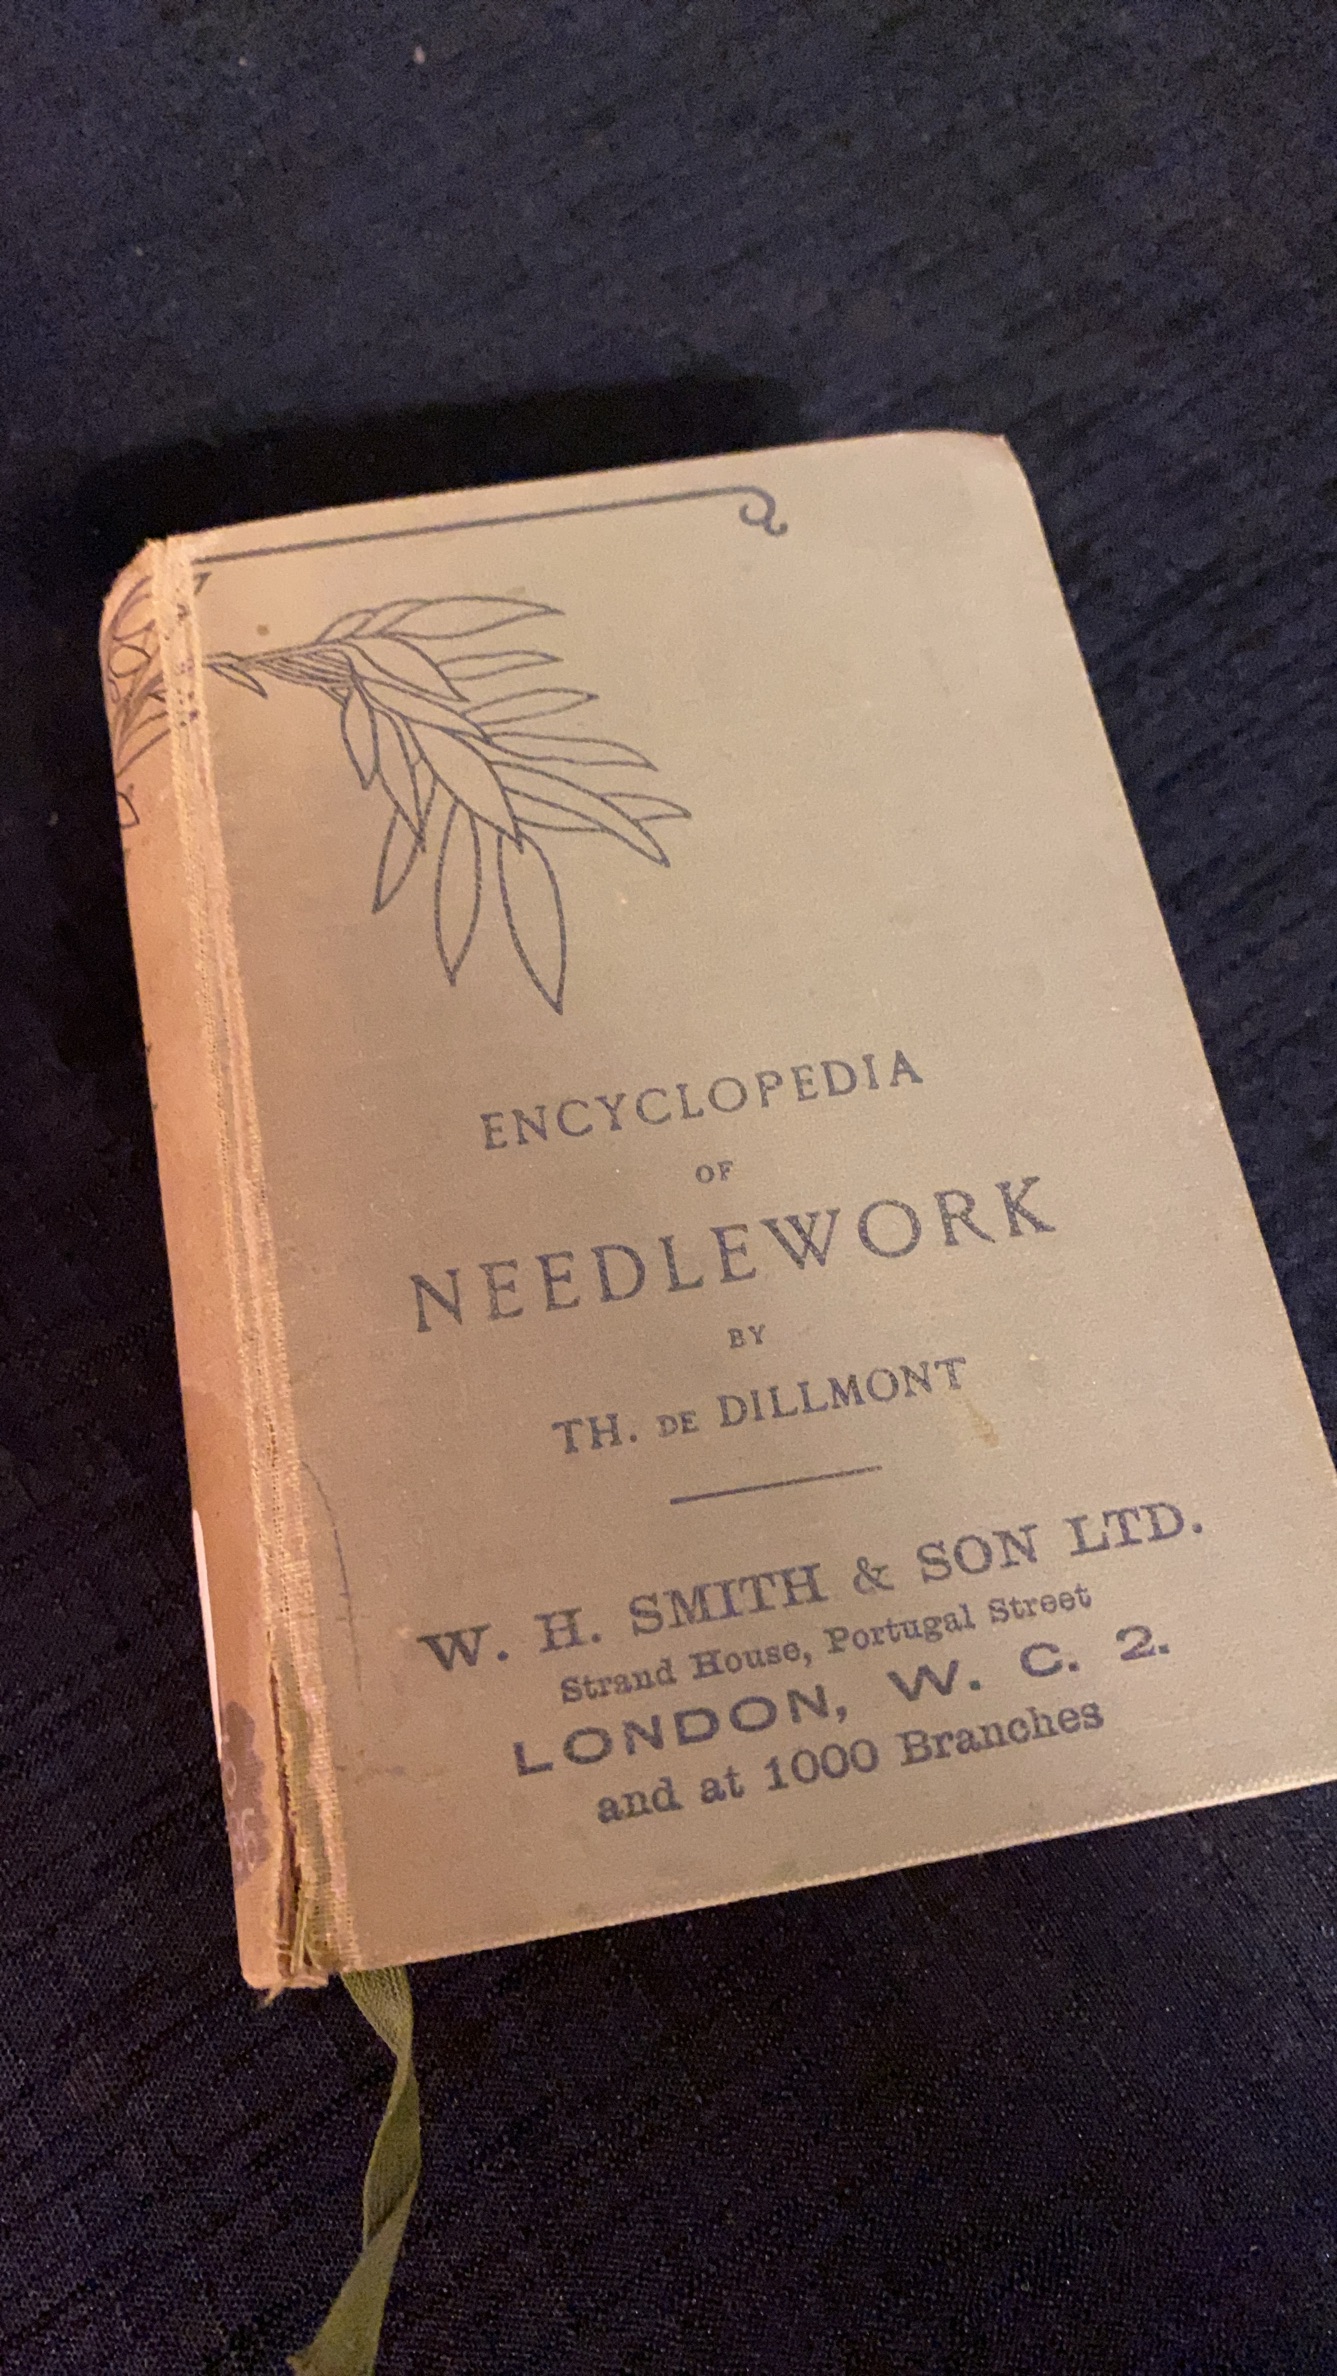 ENCYCLOPEDIA
OF
NEEDLEWORK
BY
TH. DE DILLMONT
W. H. SMITH & SON LTD.
Strand House, Portugal Street
LONDON, W. C. 2.
and at 1000 Branches